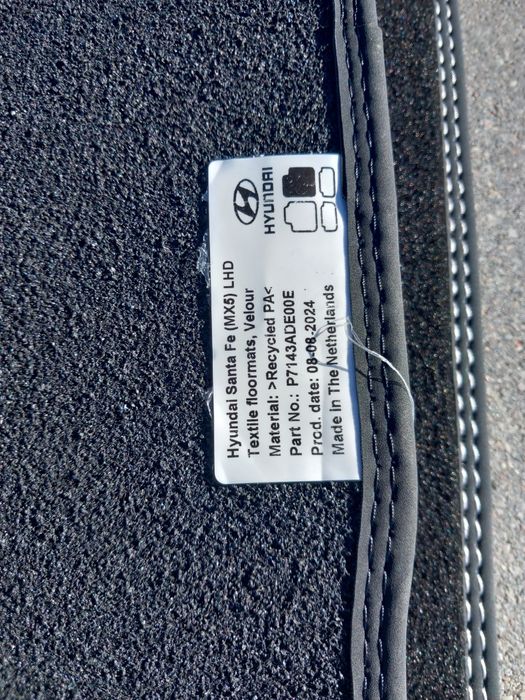 HYUNDAI
Hyundai Santa Fe (MX5) LHD
Textile floormats, Velour
Material: >Recycled PA<
Part No.: P7143ADE00E
Prod. date: 08-08-2024
Made in The Netherlands